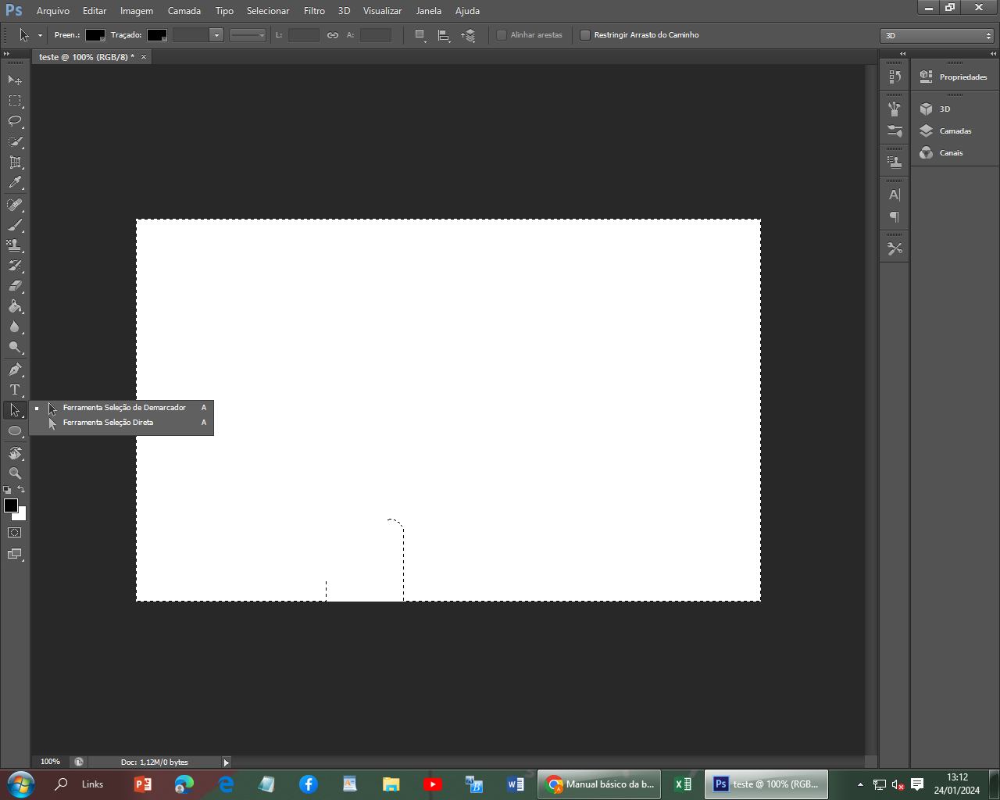 Ps Arquivo Editar Imagem Camada Tipo Selecionar Filtro 3D Visualizar Janela Ajuda
Preen.: Traçado: L: A: Alinhar arestas Restringir Arrasto do Caminho 3D
teste @ 100% (RGB/8) * ×
Propriedades
3D
Camadas
Canais
A
T
Ferramenta Seleção de Demarcador A
Ferramenta Seleção Direta A
100% Doc: 1,12M/0 bytes
Links Manual básico da b... Ps teste @ 100% (RGB...
13:12
24/01/2024